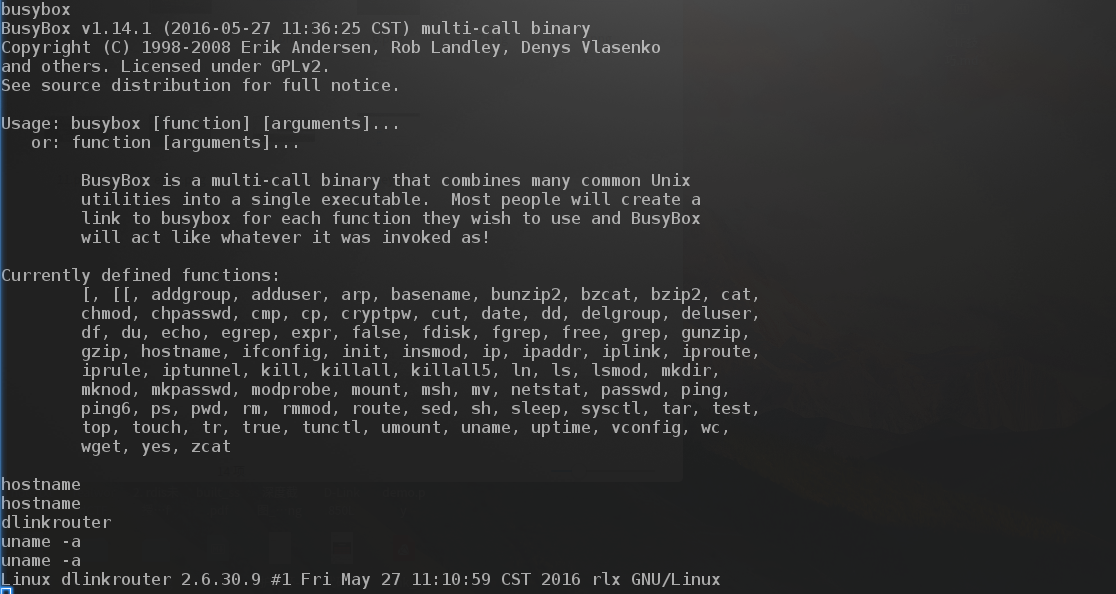 busybox
BusyBox v1.14.1 (2016-05-27 11:36:25 CST) multi-call binary
Copyright (C) 1998-2008 Erik Andersen, Rob Landley, Denys Vlasenko
and others. Licensed under GPLv2.
See source distribution for full notice.

Usage: busybox [function] [arguments]...
   or: function [arguments]...

        BusyBox is a multi-call binary that combines many common Unix
        utilities into a single executable.  Most people will create a
        link to busybox for each function they wish to use and BusyBox
        will act like whatever it was invoked as!

Currently defined functions:
        [, [[, addgroup, adduser, arp, basename, bunzip2, bzcat, bzip2, cat,
        chmod, chpasswd, cmp, cp, cryptpw, cut, date, dd, delgroup, deluser,
        df, du, echo, egrep, expr, false, fdisk, fgrep, free, grep, gunzip,
        gzip, hostname, ifconfig, init, insmod, ip, ipaddr, iplink, iproute,
        iprule, iptunnel, kill, killall, killall5, ln, ls, lsmod, mkdir,
        mknod, mkpasswd, modprobe, mount, msh, mv, netstat, passwd, ping,
        ping6, ps, pwd, rm, rmmod, route, sed, sh, sleep, sysctl, tar, test,
        top, touch, tr, true, tunctl, umount, uname, uptime, vconfig, wc,
        wget, yes, zcat

hostname
hostname
dlinkrouter
uname -a
uname -a
Linux dlinkrouter 2.6.30.9 #1 Fri May 27 11:10:59 CST 2016 rlx GNU/Linux